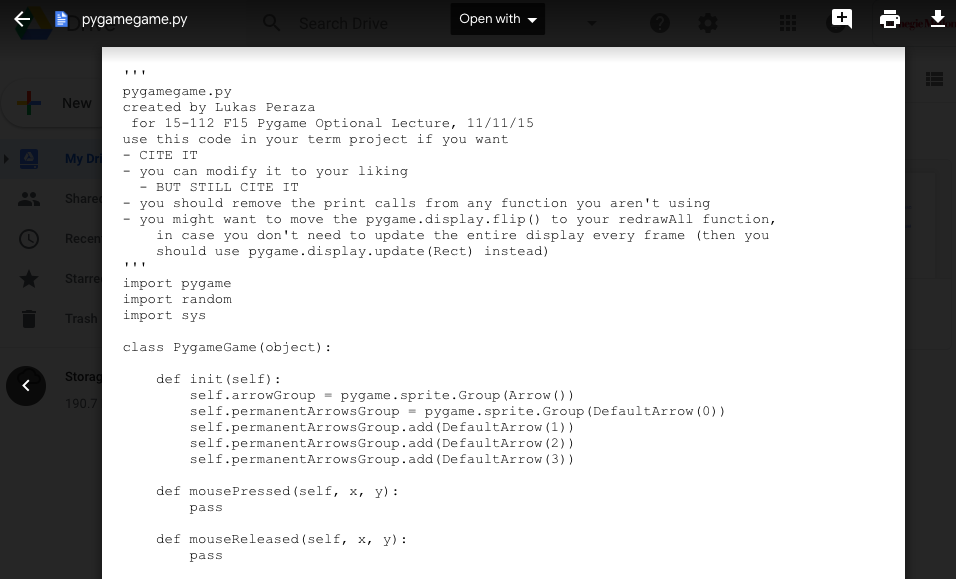 pygamegame.py
Search Drive
Open with
New
My Dri
Share
Recen
Starre
Trash
Storag
190.7
'''
pygamegame.py
created by Lukas Peraza
 for 15-112 F15 Pygame Optional Lecture, 11/11/15
use this code in your term project if you want
- CITE IT
- you can modify it to your liking
  - BUT STILL CITE IT
- you should remove the print calls from any function you aren't using
- you might want to move the pygame.display.flip() to your redrawAll function,
    in case you don't need to update the entire display every frame (then you
    should use pygame.display.update(Rect) instead)
'''
import pygame
import random
import sys

class PygameGame(object):

    def init(self):
        self.arrowGroup = pygame.sprite.Group(Arrow())
        self.permanentArrowsGroup = pygame.sprite.Group(DefaultArrow(0))
        self.permanentArrowsGroup.add(DefaultArrow(1))
        self.permanentArrowsGroup.add(DefaultArrow(2))
        self.permanentArrowsGroup.add(DefaultArrow(3))

    def mousePressed(self, x, y):
        pass

    def mouseReleased(self, x, y):
        pass